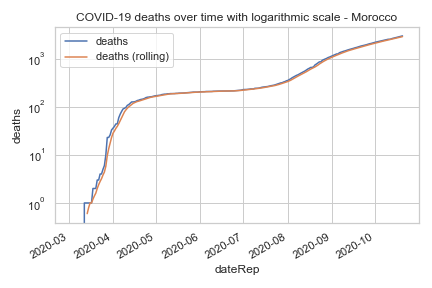 COVID-19 deaths over time with logarithmic scale - Morocco
deaths
deaths (rolling)
10³
10²
10¹
10⁰
deaths
2020-03
2020-04
2020-05
2020-06
2020-07
2020-08
2020-09
2020-10
dateRep